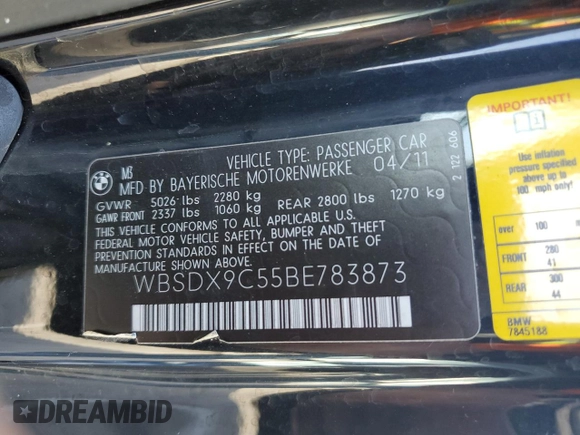 BMW
M3
VEHICLE TYPE: PASSENGER CAR
MFD BY BAYERISCHE MOTORENWERKE 04/11
GVWR 5026 lbs 2280 kg
GAWR FRONT 2337 lbs 1060 kg REAR 2800 lbs 1270 kg
THIS VEHICLE CONFORMS TO ALL APPLICABLE U.S.
FEDERAL MOTOR VEHICLE SAFETY, BUMPER AND THEFT
PREVENTION STANDARDS IN EFFECT ON THE DATE OF
MANUFACTURE SHOWN ABOVE.
WBSDX9C55BE783873
2 122 606
IMPORTANT!
pressure specified
above up to
100 mph only!
over 100
280
41
300
REAR 44
BMW
7845188
DREAMBID